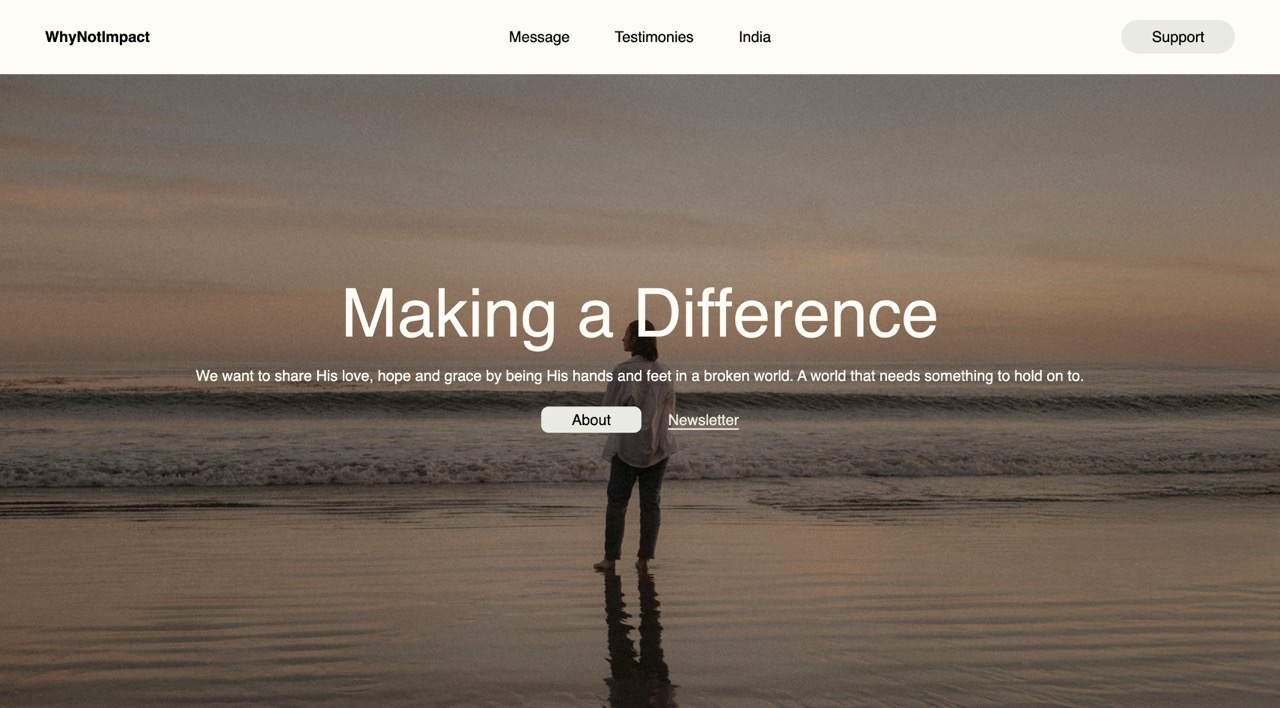 WhyNotImpact
Message
Testimonies
India
Support
Making a Difference
We want to share His love, hope and grace by being His hands and feet in a broken world. A world that needs something to hold on to.
About
Newsletter